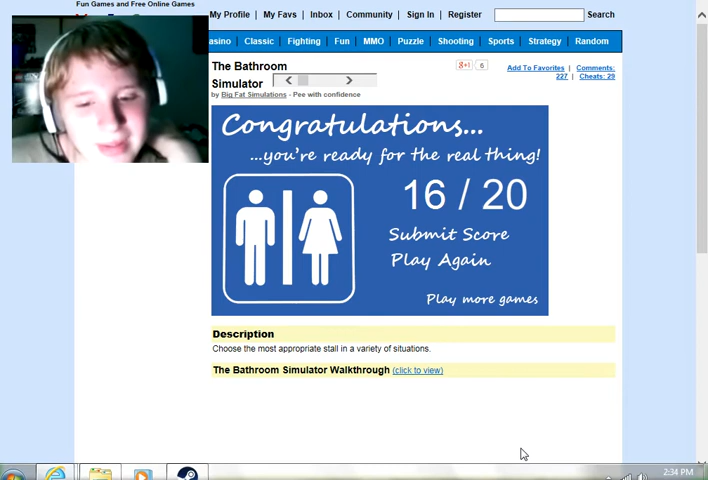 Fun Games and Free Online Games
My Profile | My Favs | Inbox | Community | Sign In | Register Search
Classic Fighting Fun MMO Puzzle Shooting Sports Strategy Random
The Bathroom
Simulator
g+1 6
Add To Favorites | Comments:
227 | Cheats: 29
by Big Fat Simulations - Pee with confidence
Congratulations...
...you're ready for the real thing!
16 / 20
Submit Score
Play Again
Play more games
Description
Choose the most appropriate stall in a variety of situations.
The Bathroom Simulator Walkthrough (click to view)
2:34 PM